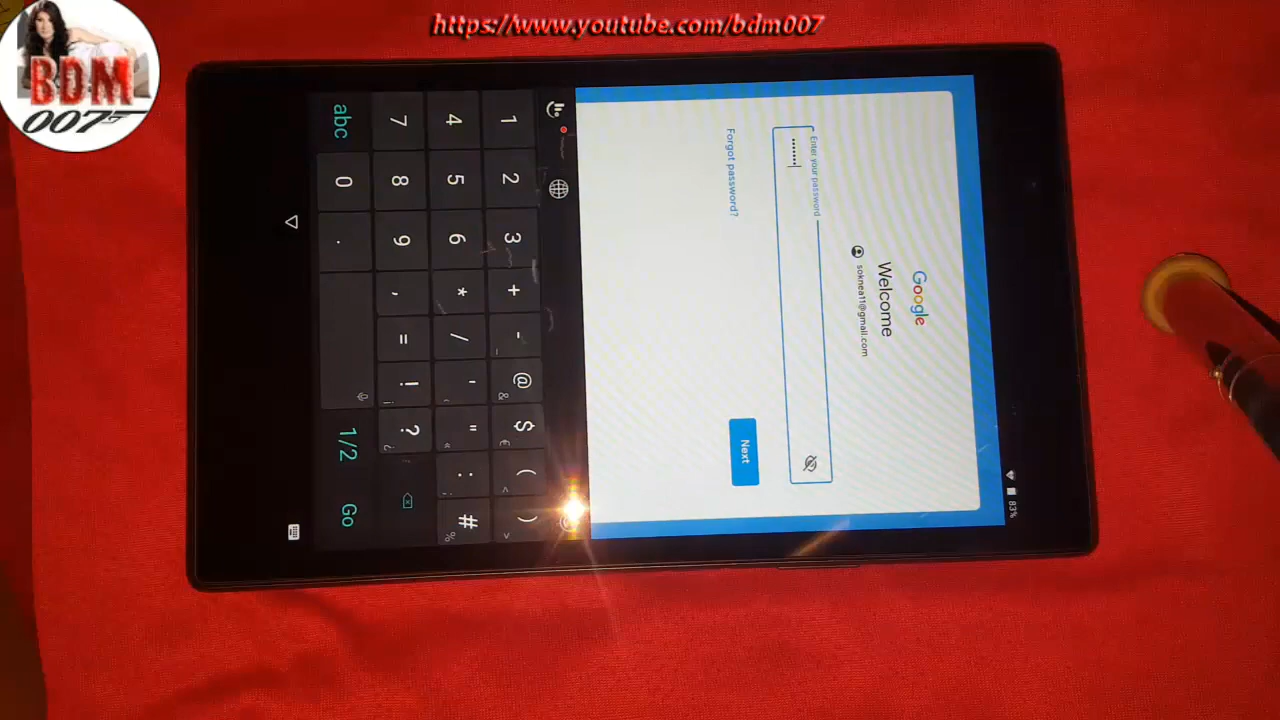 https://www.youtube.com/bdm007
BDM
007
83%
Google
Welcome
soknea11@gmail.com
Enter your password
•••••••
Forgot password?
Next
1 2 3 + - @ $ ( )
_ & € < >
4 5 6 * / ' " : #
‹ « ; %
7 8 9 , = ! ?
¡ ¿
abc 0 . 1/2 Go